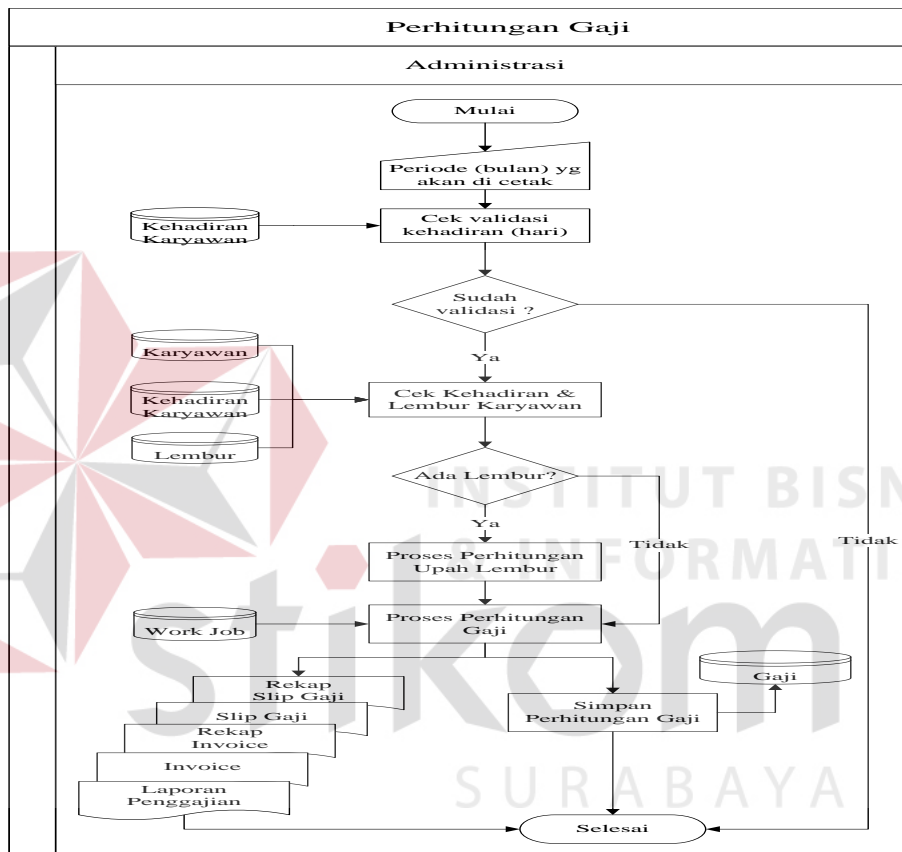 Perhitungan Gaji
Administrasi
Mulai
Periode (bulan) yg
akan di cetak
Kehadiran
Karyawan
Cek validasi
kehadiran (hari)
Sudah
validasi ?
Ya
Karyawan
Kehadiran
Karyawan
Lembur
Cek Kehadiran &
Lembur Karyawan
Ada Lembur?
INSTITUT BISN
Ya
Tidak
Tidak
Proses Perhitungan
Upah Lembur
& INFORMATI
stikom
Work Job
Proses Perhitungan
Gaji
Rekap
Slip Gaji
Slip Gaji
Rekap
Invoice
Invoice
Laporan
Penggajian
Simpan
Perhitungan Gaji
Gaji
SURABAYA
Selesai